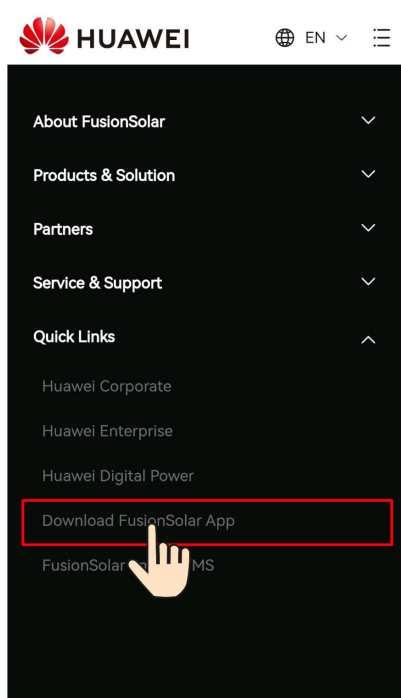 HUAWEI
EN
About FusionSolar
Products & Solution
Partners
Service & Support
Quick Links
Huawei Corporate
Huawei Enterprise
Huawei Digital Power
Download FusionSolar App
FusionSolar